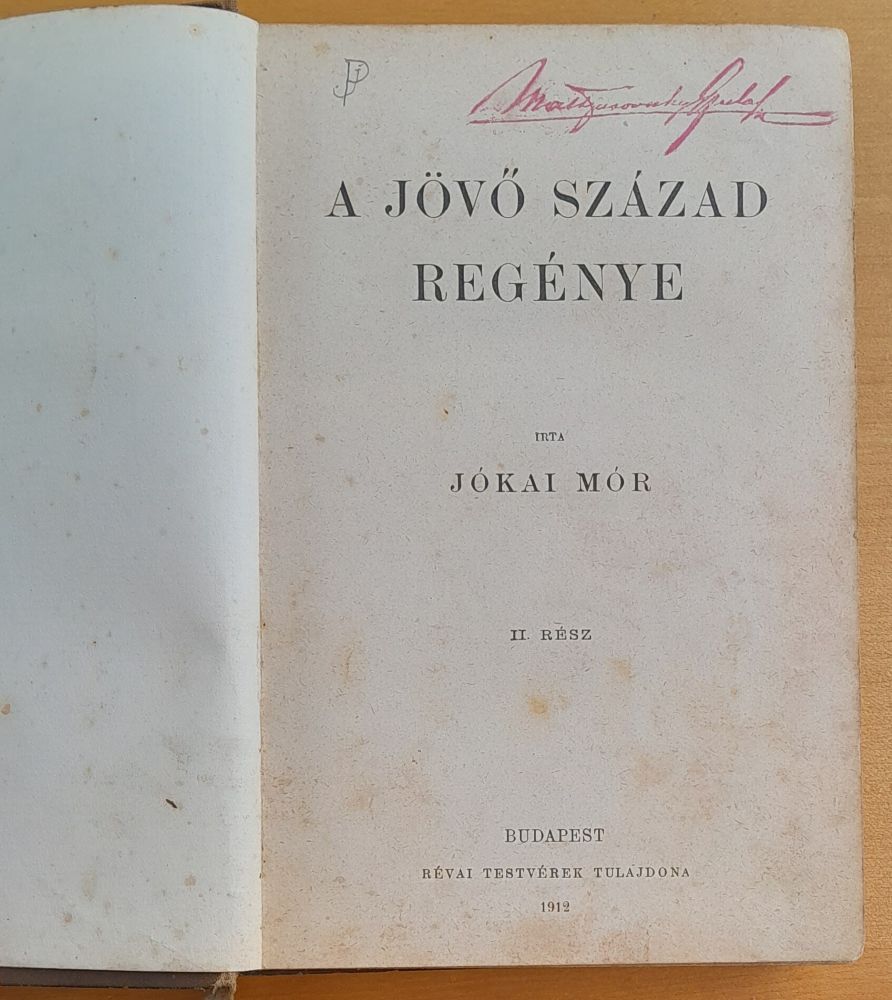 A JÖVŐ SZÁZAD
REGÉNYE
IRTA
JÓKAI MÓR
II. RÉSZ
BUDAPEST
RÉVAI TESTVÉREK TULAJDONA
1912